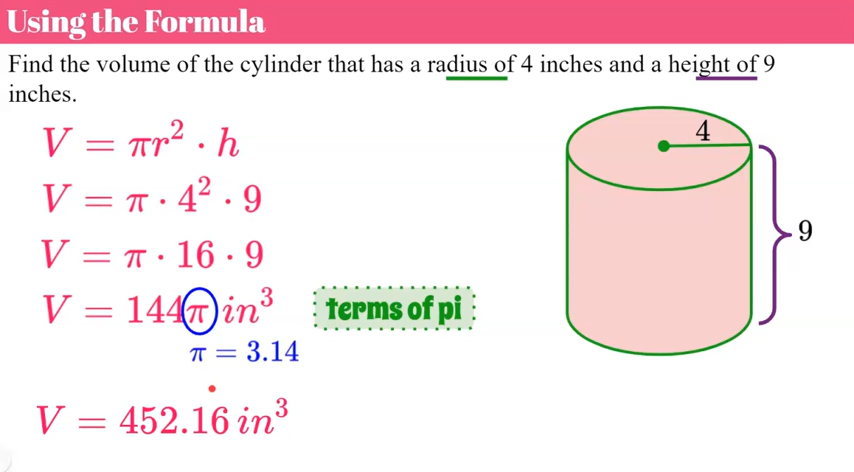 Using the Formula
Find the volume of the cylinder that has a radius of 4 inches and a height of 9
inches.
V = πr² · h
V = π · 4² · 9
V = π · 16 · 9
V = 144π in³
terms of pi
π = 3.14
V = 452.16 in³
4
9